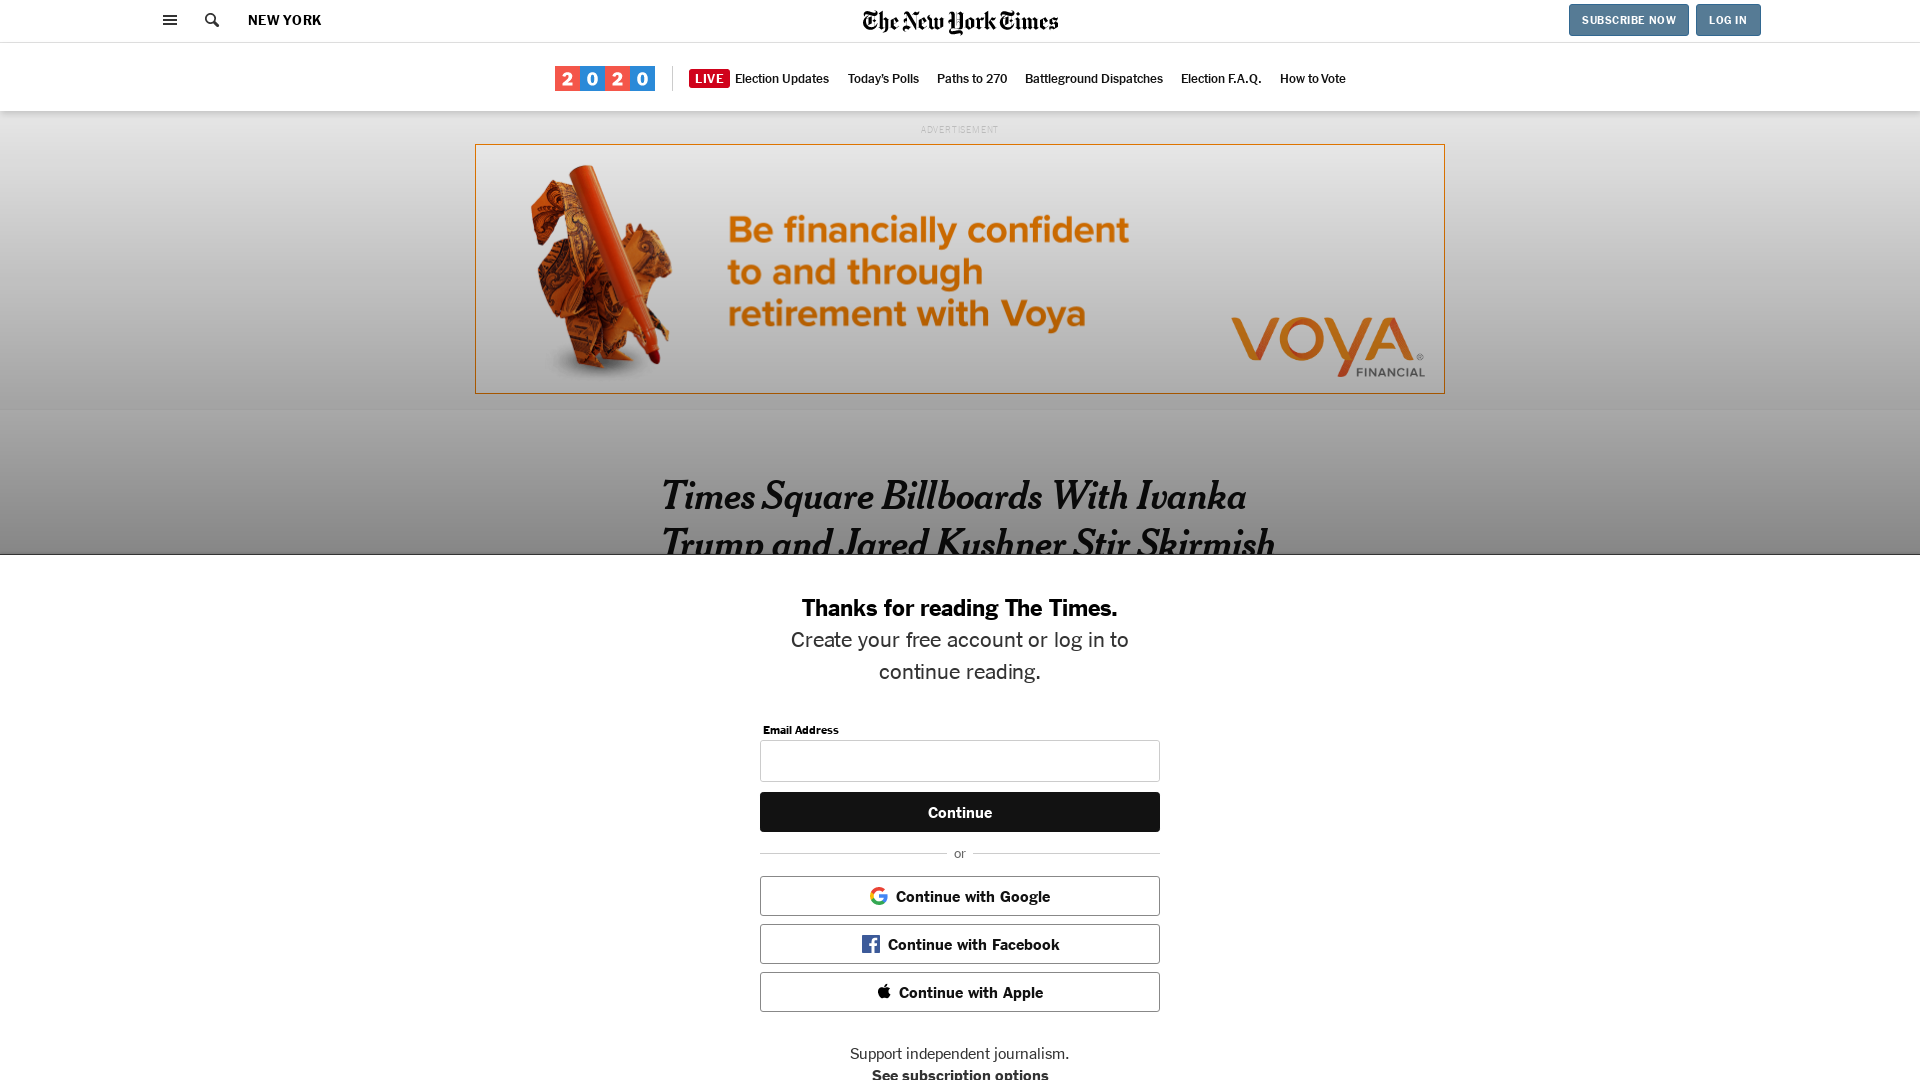 NEW YORK
The New York Times
SUBSCRIBE NOW
LOG IN
2020
LIVE Election Updates
Today's Polls
Paths to 270
Battleground Dispatches
Election F.A.Q.
How to Vote
ADVERTISEMENT
Be financially confident
to and through
retirement with Voya
VOYA®
FINANCIAL
Times Square Billboards With Ivanka
Trump and Jared Kushner Stir Skirmish
Thanks for reading The Times.
Create your free account or log in to
continue reading.
Email Address
Continue
or
Continue with Google
Continue with Facebook
Continue with Apple
Support independent journalism.
See subscription options